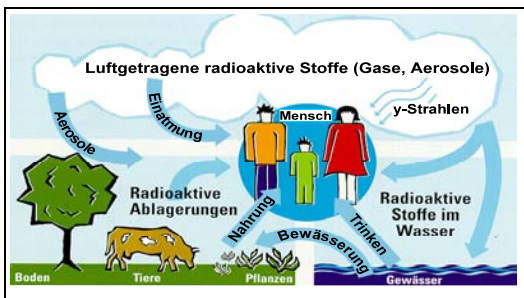 Luftgetragene radioaktive Stoffe (Gase, Aerosole)
Aerosole
Einatmung
Mensch
y-Strahlen
Radioaktive
Ablagerungen
Nahrung
Bewässerung
Trinken
Radioaktive
Stoffe im
Wasser
Boden
Tiere
Pflanzen
Gewässer